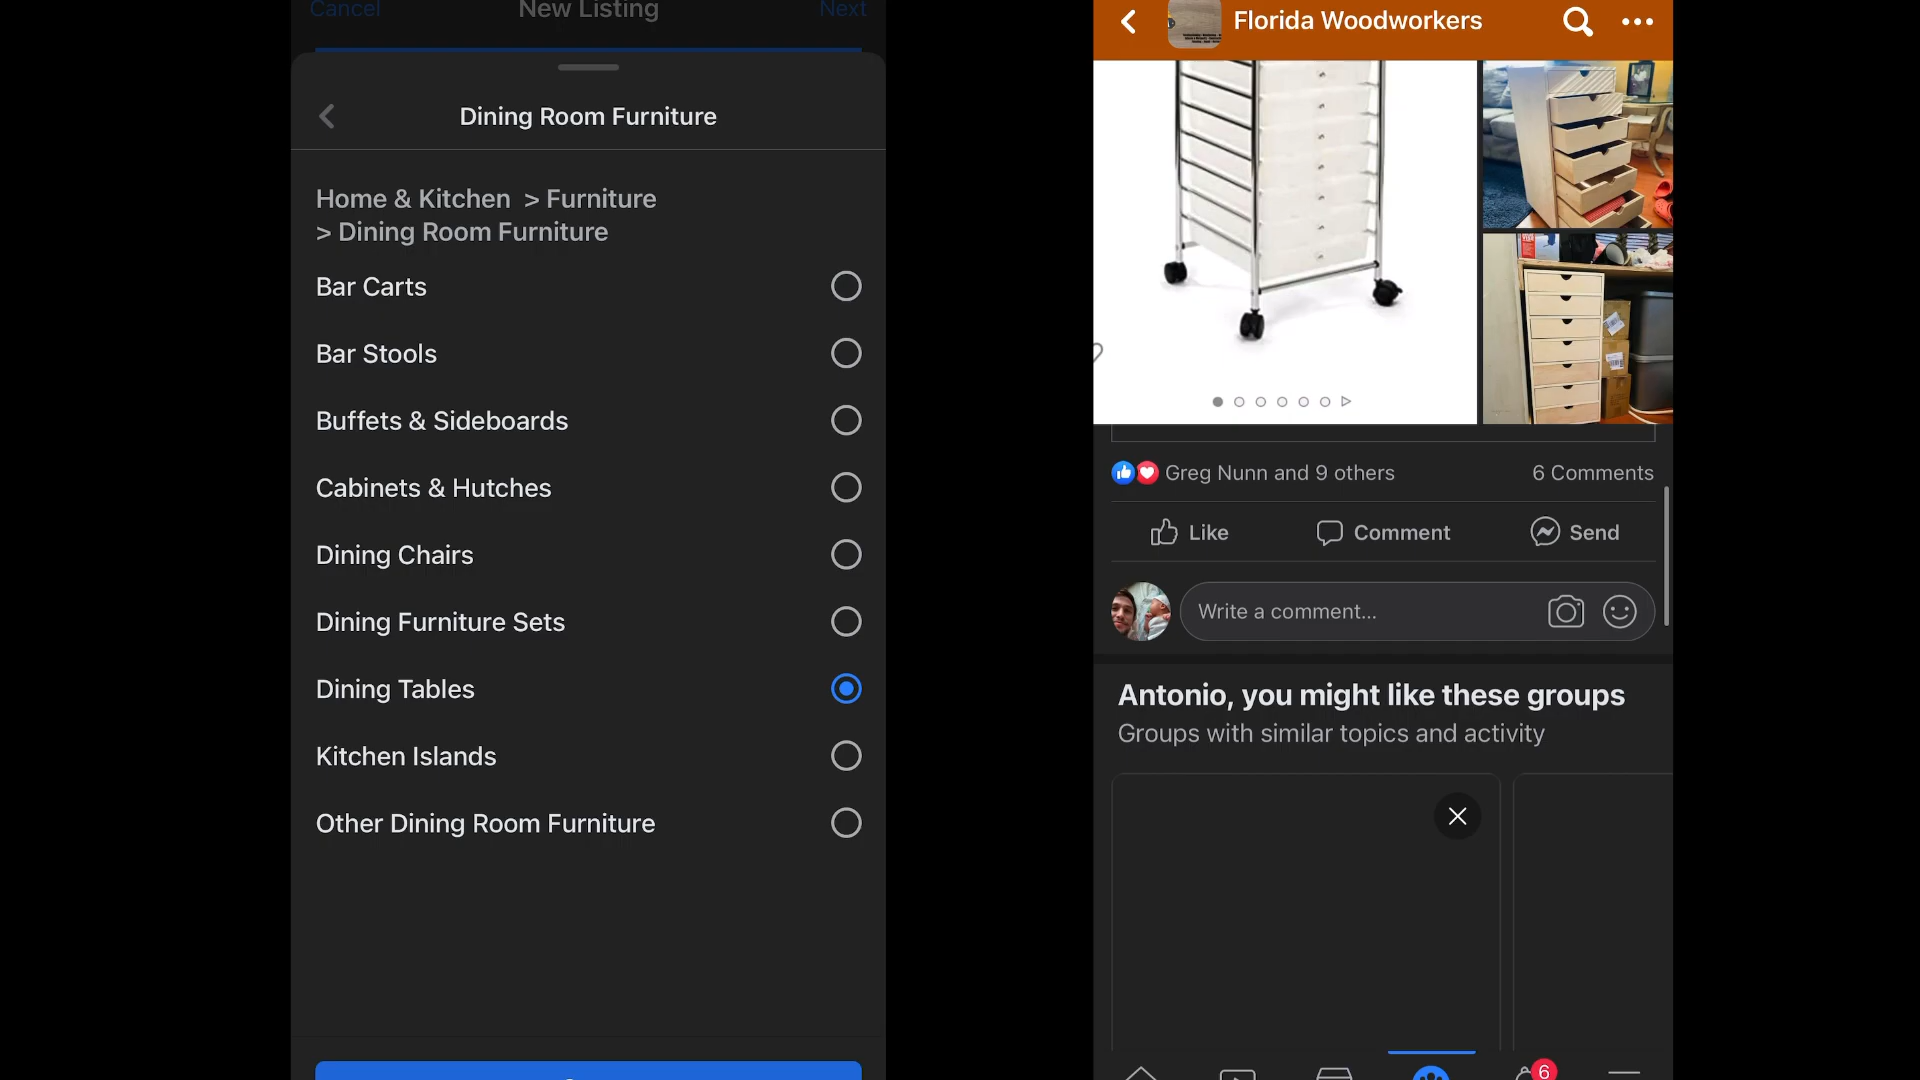 Cancel
New Listing
Next
Dining Room Furniture
Home & Kitchen > Furniture
> Dining Room Furniture
Bar Carts
Bar Stools
Buffets & Sideboards
Cabinets & Hutches
Dining Chairs
Dining Furniture Sets
Dining Tables
Kitchen Islands
Other Dining Room Furniture
Florida Woodworkers
Greg Nunn and 9 others
6 Comments
Like
Comment
Send
Write a comment...
Antonio, you might like these groups
Groups with similar topics and activity
6